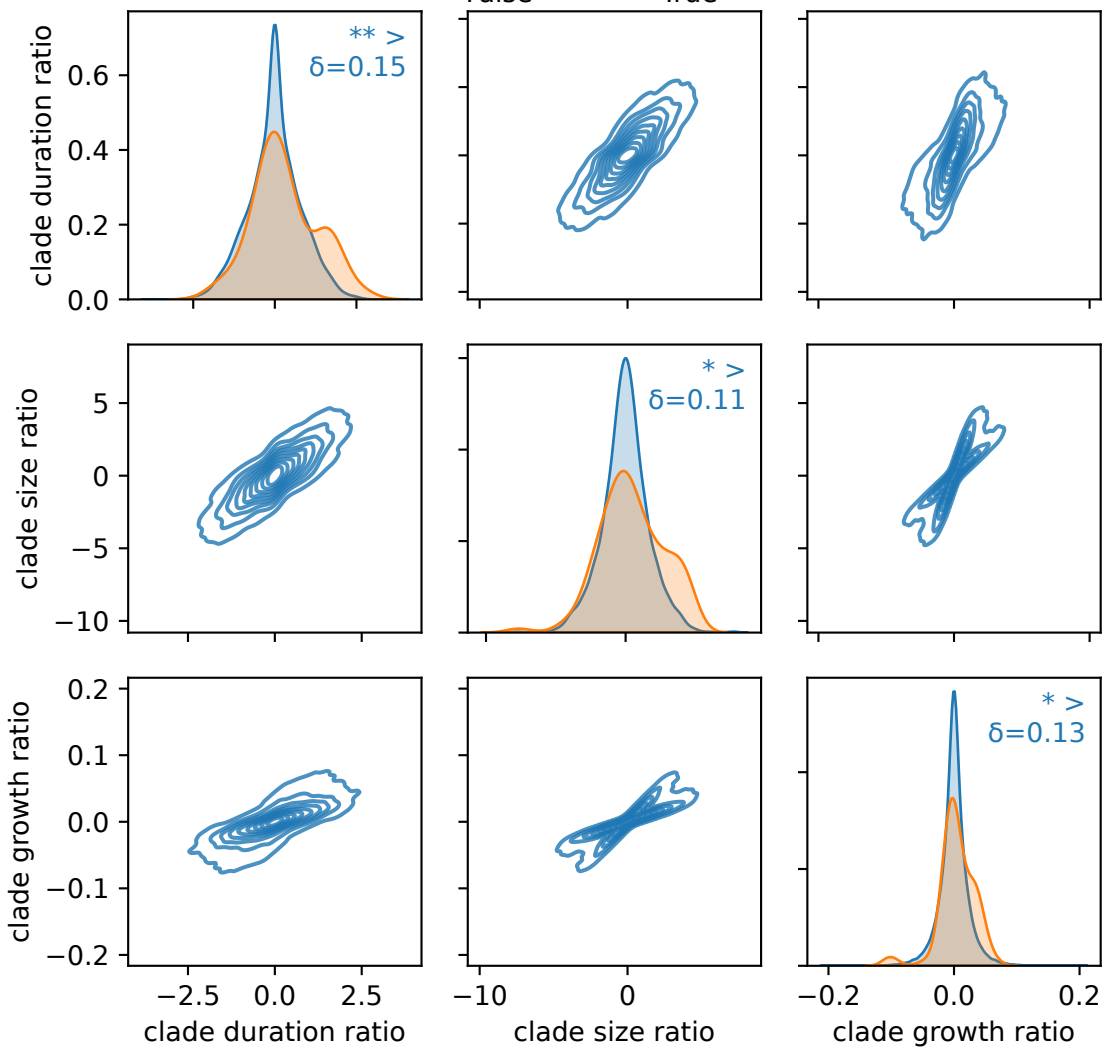 clade duration ratio
0.6
0.4
0.2
0.0
** >
δ=0.15
clade size ratio
5
0
−5
−10
* >
δ=0.11
clade growth ratio
0.2
0.1
0.0
−0.1
−0.2
* >
δ=0.13
−2.5 0.0 2.5
clade duration ratio
−10 0
clade size ratio
−0.2 0.0 0.2
clade growth ratio